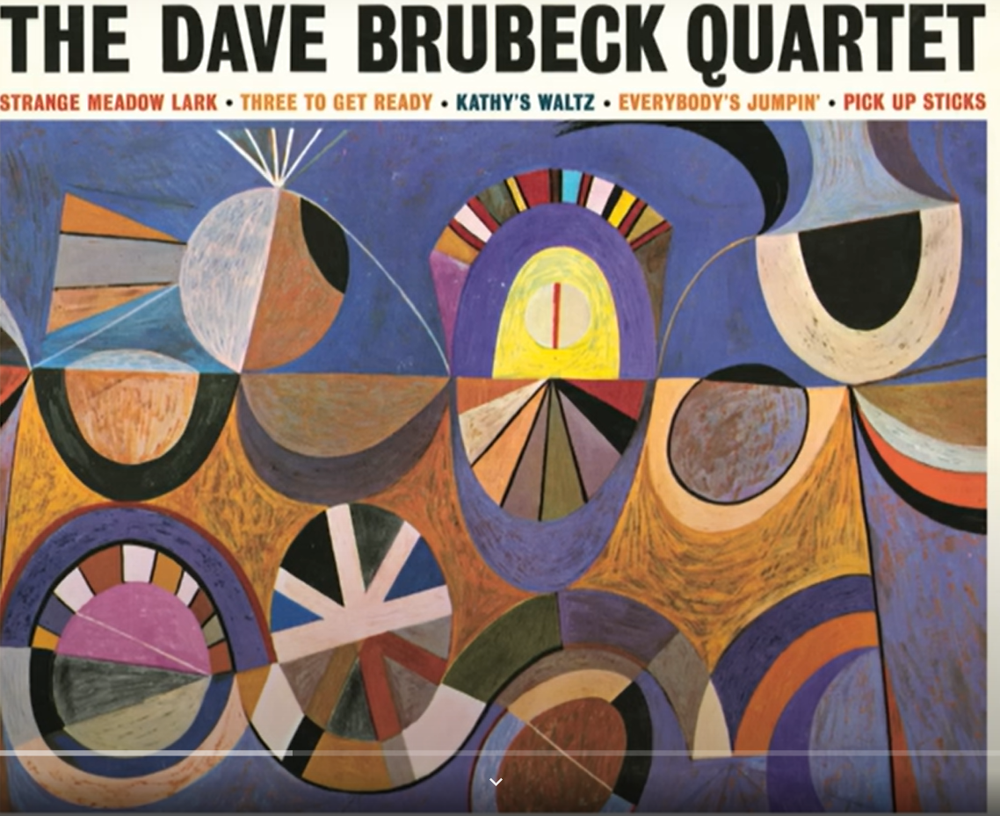 THE DAVE BRUBECK QUARTET
STRANGE MEADOW LARK • THREE TO GET READY • KATHY'S WALTZ • EVERYBODY'S JUMPIN' • PICK UP STICKS